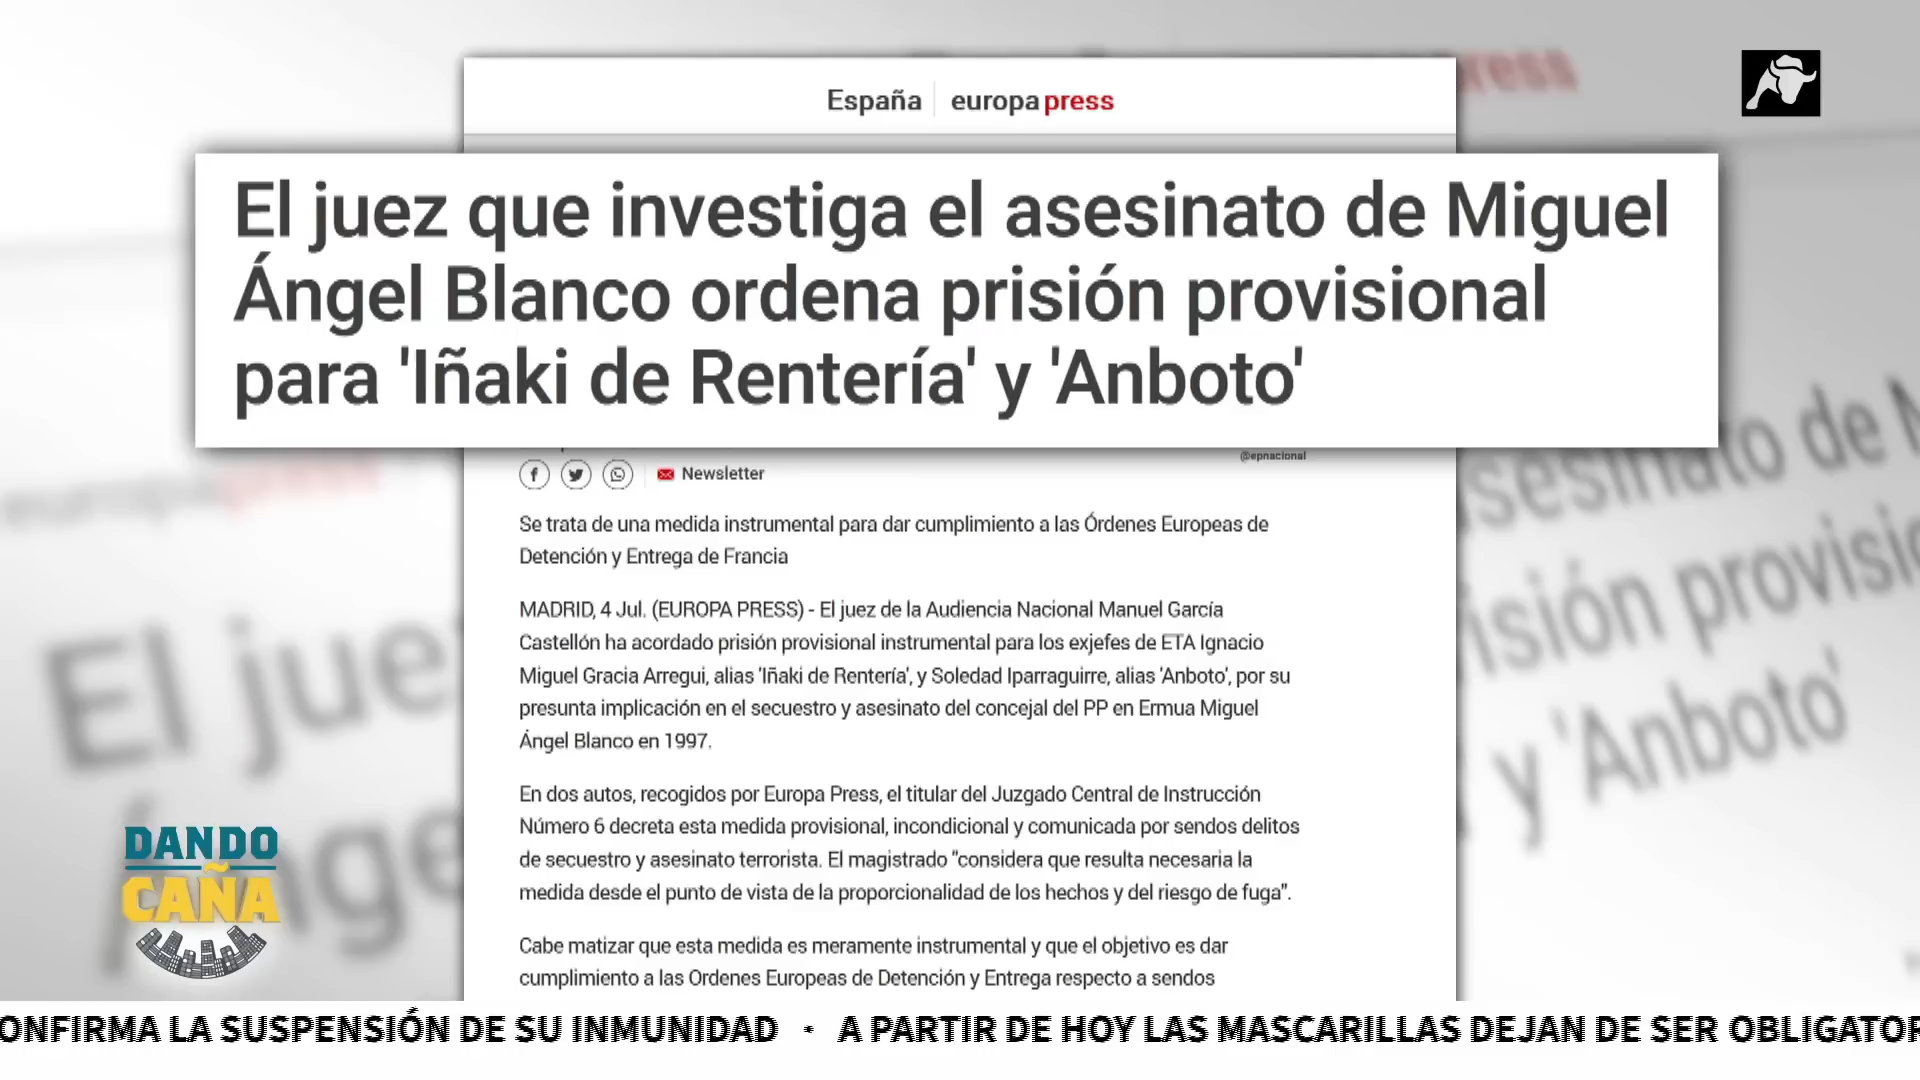 España europa press
El juez que investiga el asesinato de Miguel
Ángel Blanco ordena prisión provisional
para 'Iñaki de Rentería' y 'Anboto'
@epnacional
Newsletter
Se trata de una medida instrumental para dar cumplimiento a las Órdenes Europeas de
Detención y Entrega de Francia
MADRID, 4 Jul. (EUROPA PRESS) - El juez de la Audiencia Nacional Manuel García
Castellón ha acordado prisión provisional instrumental para los exjefes de ETA Ignacio
Miguel Gracia Arregui, alias 'Iñaki de Rentería', y Soledad Iparraguirre, alias 'Anboto', por su
presunta implicación en el secuestro y asesinato del concejal del PP en Ermua Miguel
Ángel Blanco en 1997.
En dos autos, recogidos por Europa Press, el titular del Juzgado Central de Instrucción
Número 6 decreta esta medida provisional, incondicional y comunicada por sendos delitos
de secuestro y asesinato terrorista. El magistrado "considera que resulta necesaria la
medida desde el punto de vista de la proporcionalidad de los hechos y del riesgo de fuga".
Cabe matizar que esta medida es meramente instrumental y que el objetivo es dar
cumplimiento a las Ordenes Europeas de Detención y Entrega respecto a sendos
DANDO
CAÑA
ONFIRMA LA SUSPENSIÓN DE SU INMUNIDAD · A PARTIR DE HOY LAS MASCARILLAS DEJAN DE SER OBLIGATOR